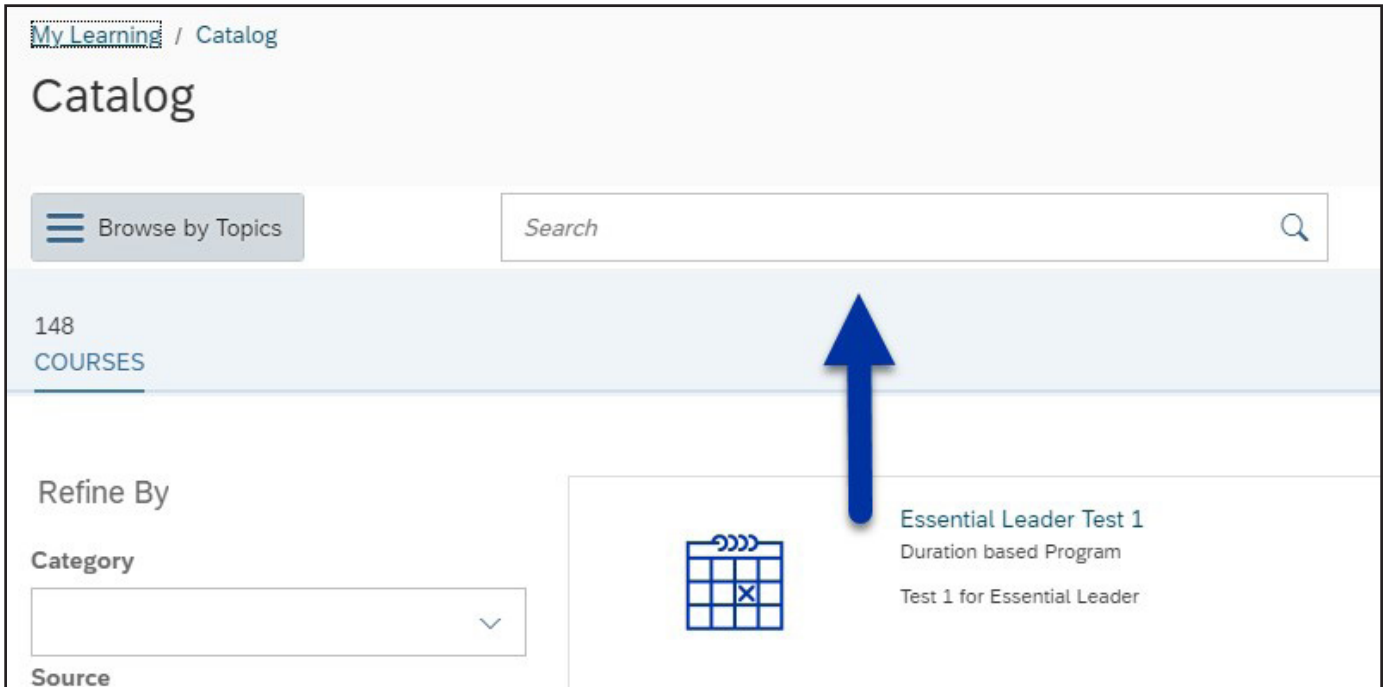 My Learning / Catalog
Catalog
Browse by Topics
Search
148
COURSES
Refine By
Category
Source
Essential Leader Test 1
Duration based Program
Test 1 for Essential Leader